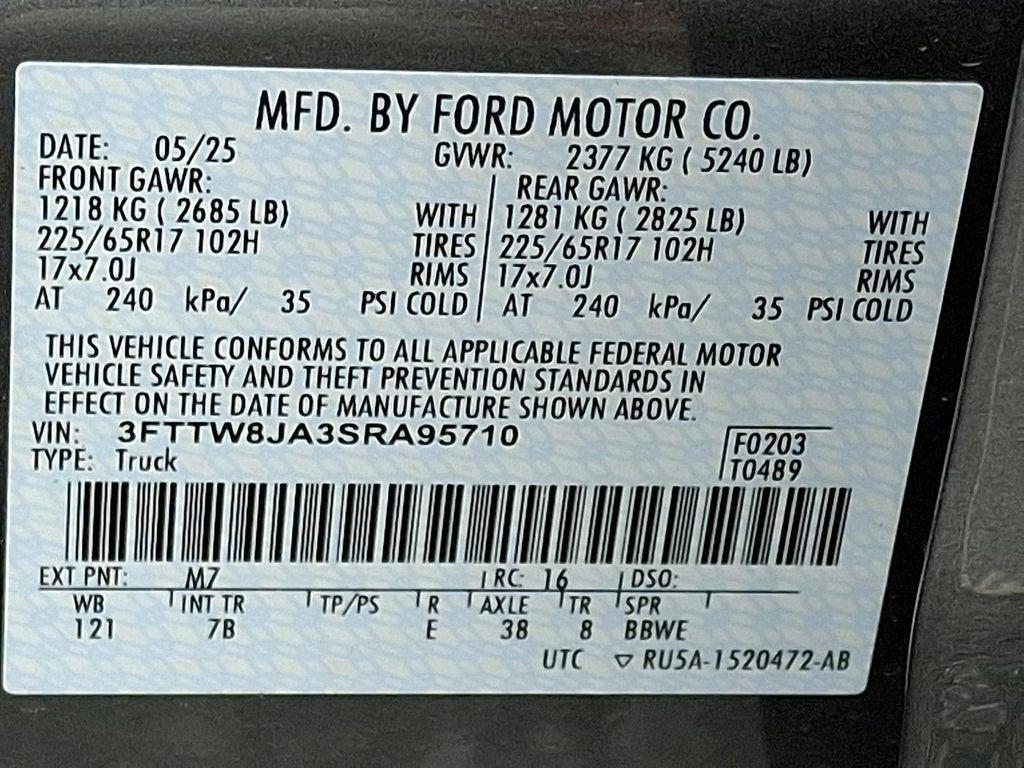 MFD. BY FORD MOTOR CO.
DATE: 05/25 GVWR: 2377 KG ( 5240 LB)
FRONT GAWR: REAR GAWR:
1218 KG ( 2685 LB) WITH 1281 KG ( 2825 LB) WITH
225/65R17 102H TIRES 225/65R17 102H TIRES
17x7.0J RIMS 17x7.0J RIMS
AT 240 kPa/ 35 PSI COLD AT 240 kPa/ 35 PSI COLD
THIS VEHICLE CONFORMS TO ALL APPLICABLE FEDERAL MOTOR
VEHICLE SAFETY AND THEFT PREVENTION STANDARDS IN
EFFECT ON THE DATE OF MANUFACTURE SHOWN ABOVE.
VIN: 3FTTW8JA3SRA95710 F0203
TYPE: Truck T0489
EXT PNT: M7 RC: 16 DSO:
WB INT TR TP/PS R AXLE TR SPR
121 7B E 38 8 BBWE
UTC ▽ RU5A-1520472-AB